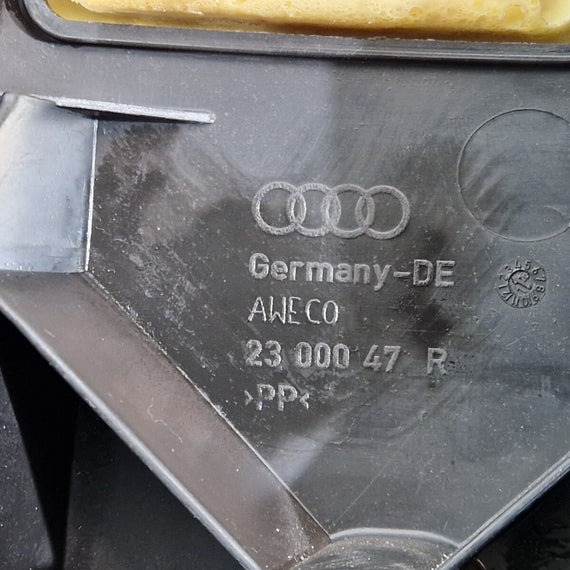 Germany-DE
AWECO
23 000 47 R
>PP<